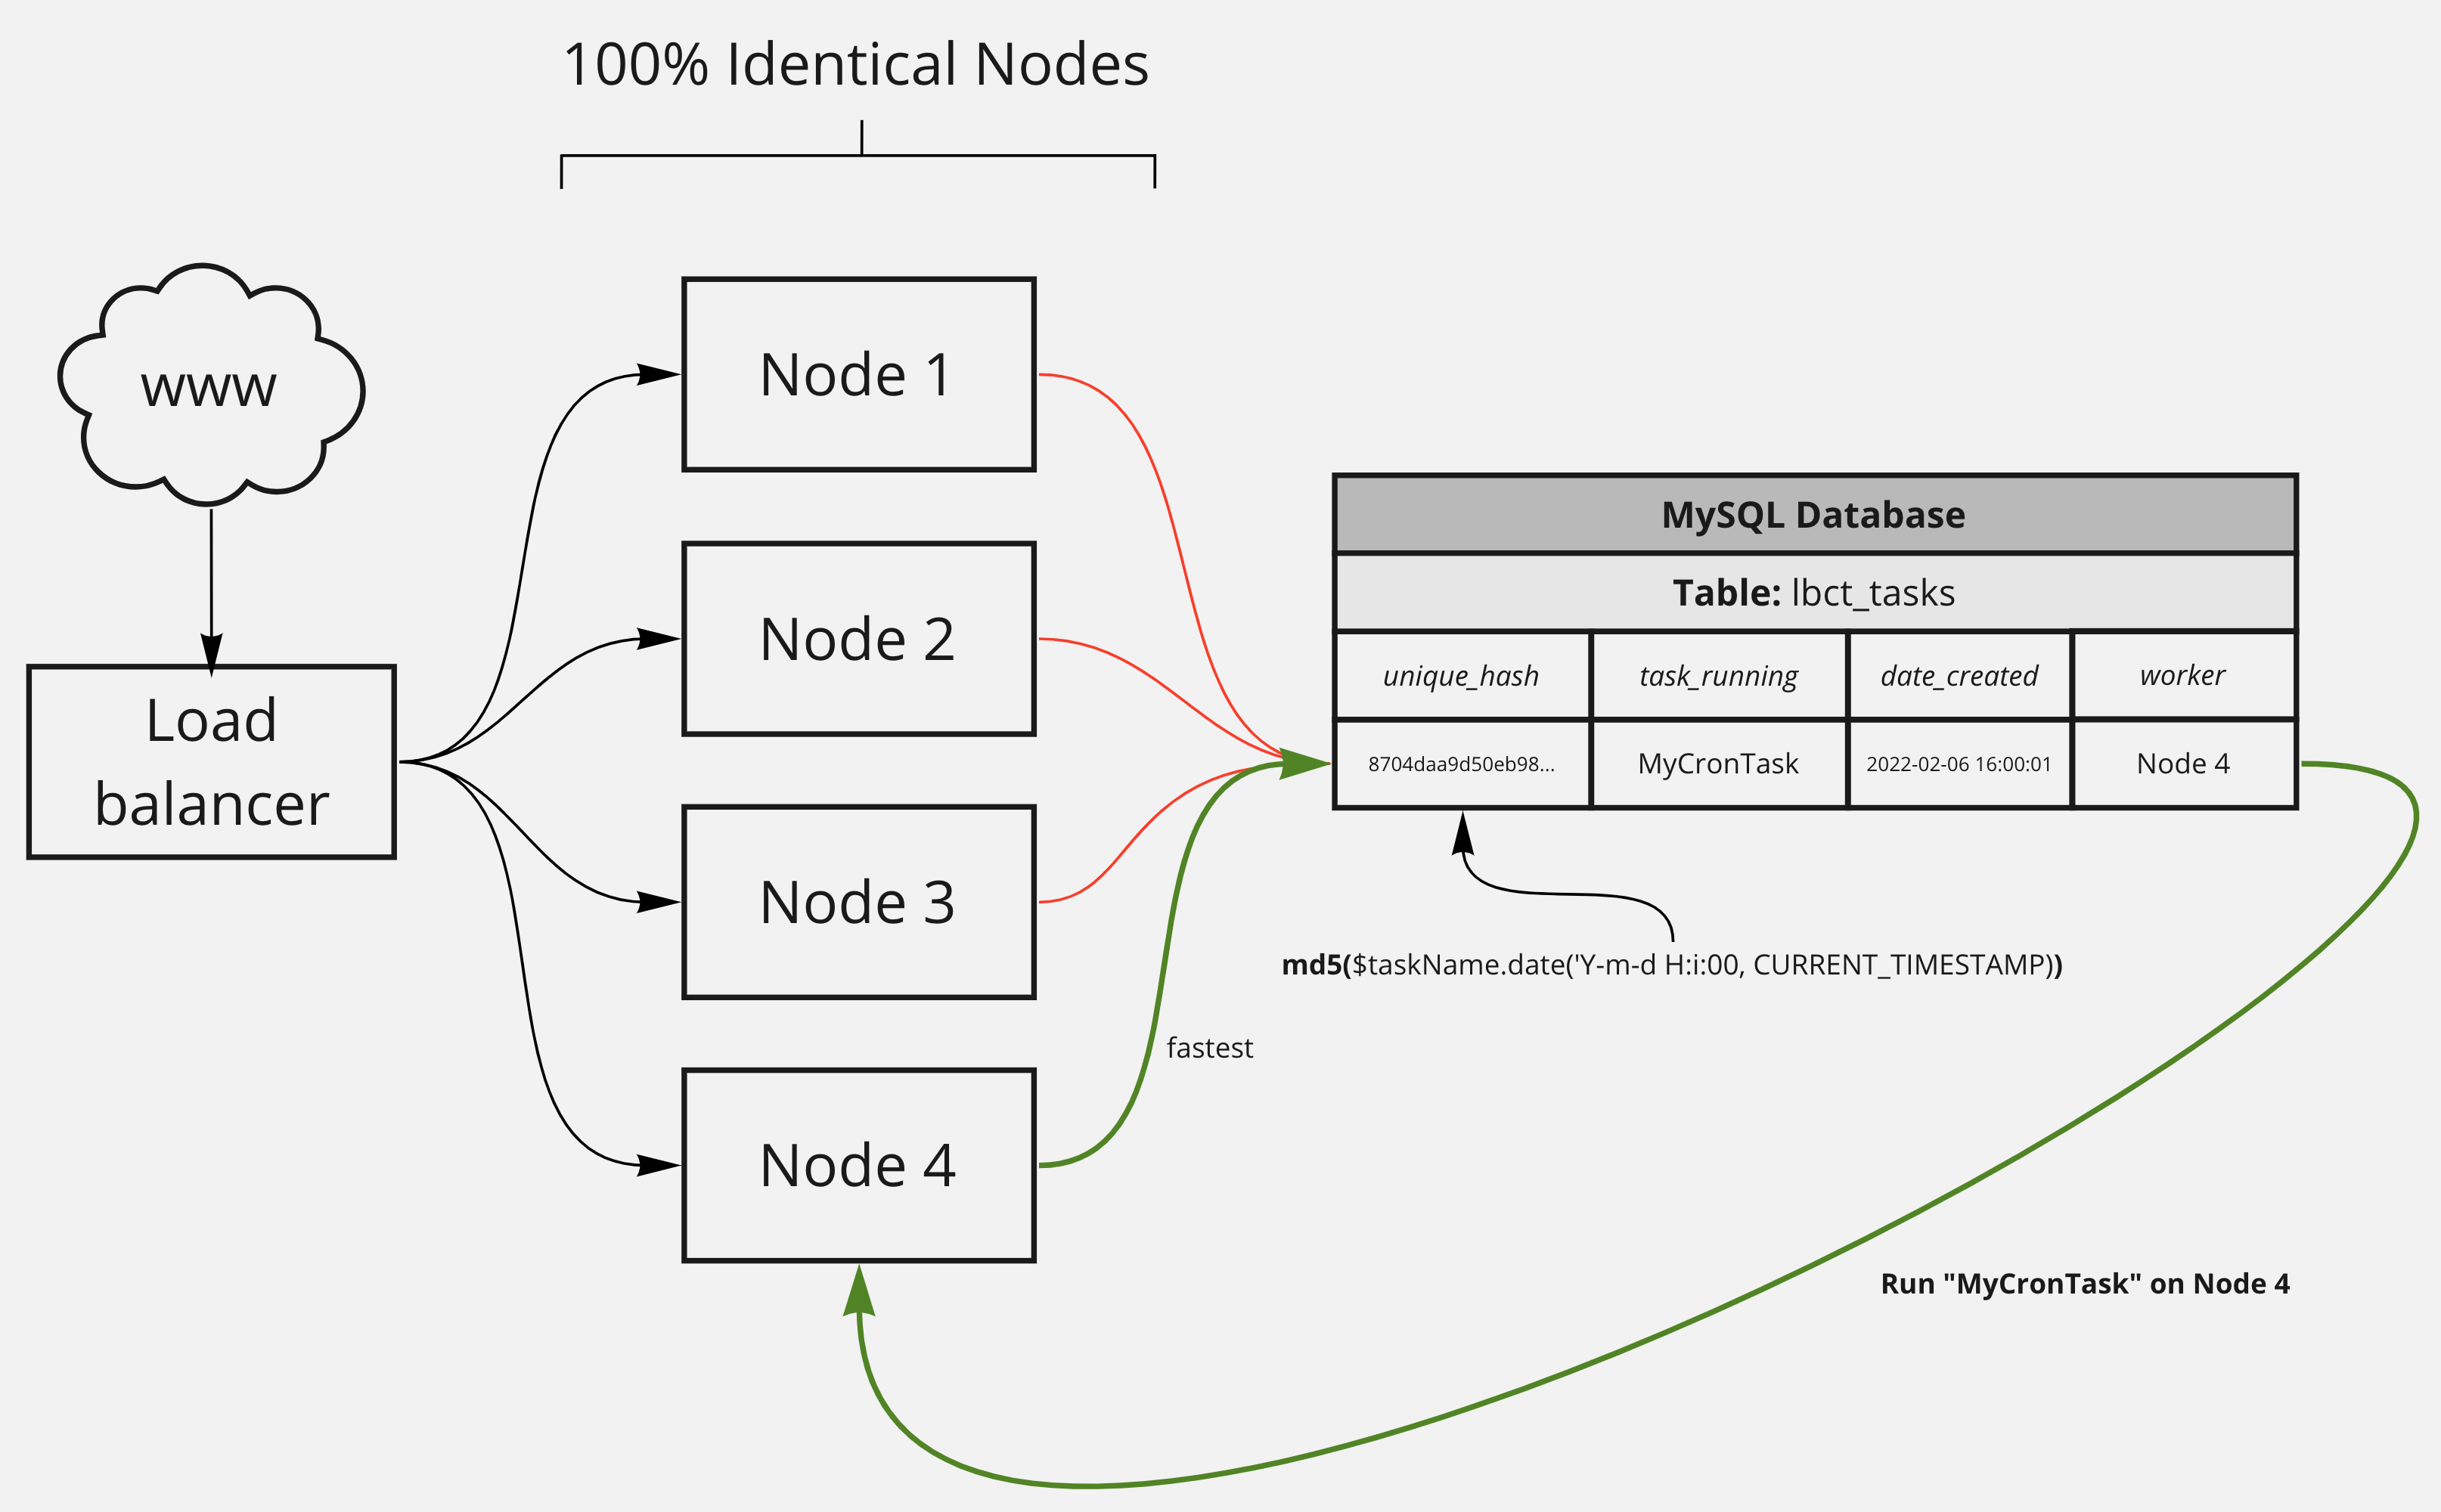 100% Identical Nodes
www
Load
balancer
Node 1
Node 2
Node 3
Node 4
fastest
MySQL Database
Table: lbct_tasks
unique_hash task_running date_created worker
8704daa9d50eb98... MyCronTask 2022-02-06 16:00:01 Node 4
md5($taskName.date('Y-m-d H:i:00, CURRENT_TIMESTAMP))
Run "MyCronTask" on Node 4